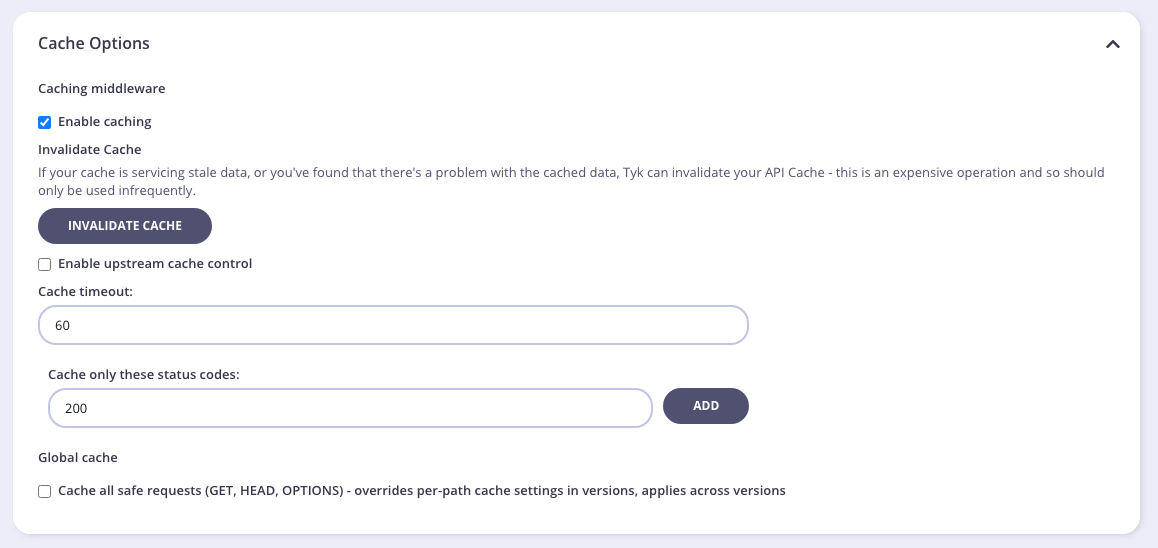 Cache Options
Caching middleware
Enable caching
Invalidate Cache
If your cache is servicing stale data, or you've found that there's a problem with the cached data, Tyk can invalidate your API Cache - this is an expensive operation and so should
only be used infrequently.
INVALIDATE CACHE
Enable upstream cache control
Cache timeout:
60
Cache only these status codes:
200
ADD
Global cache
Cache all safe requests (GET, HEAD, OPTIONS) - overrides per-path cache settings in versions, applies across versions